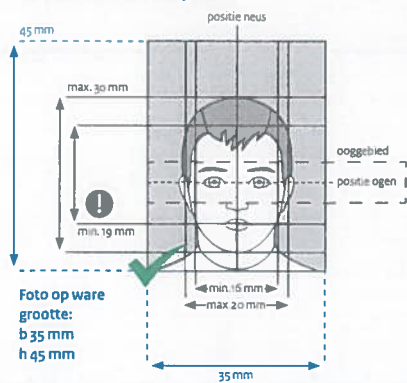 positie neus
45 mm
max. 30 mm
ooggebied
positie ogen
!
min. 19 mm
min. 16 mm
max 20 mm
Foto op ware
grootte:
b 35 mm
h 45 mm
35 mm